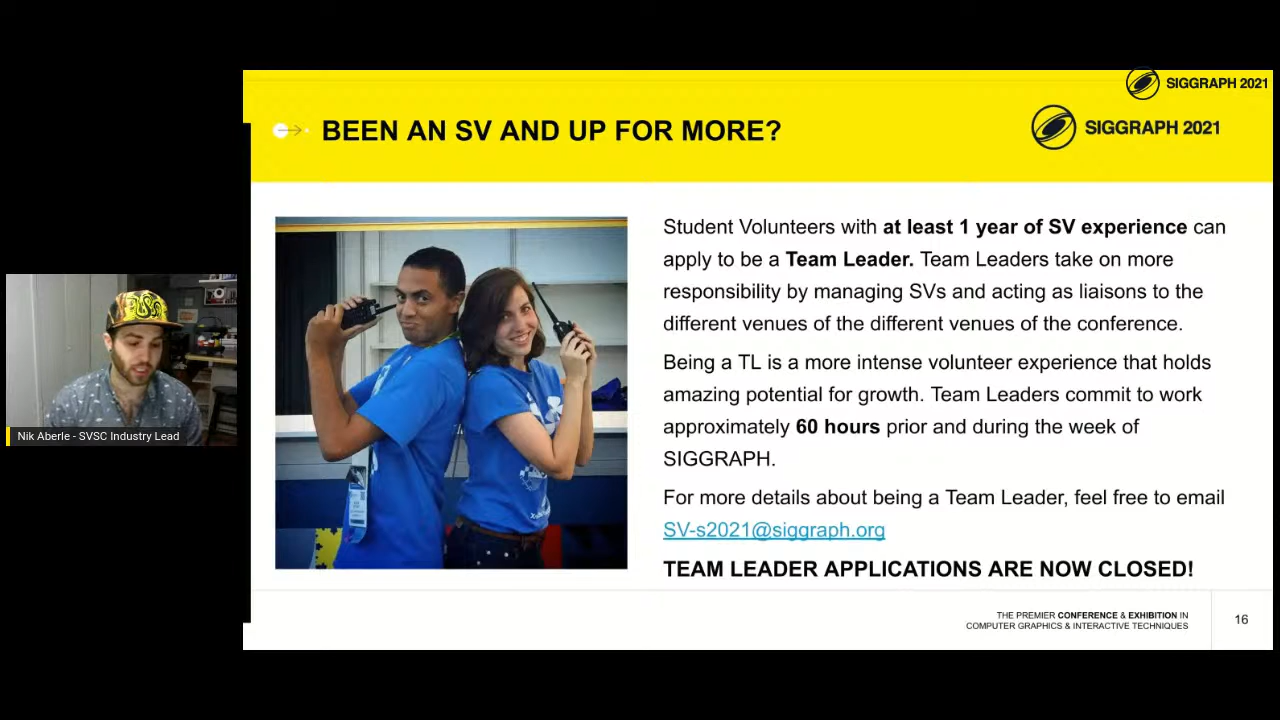 SIGGRAPH 2021
BEEN AN SV AND UP FOR MORE?
SIGGRAPH 2021
Student Volunteers with at least 1 year of SV experience can
apply to be a Team Leader. Team Leaders take on more
responsibility by managing SVs and acting as liaisons to the
different venues of the different venues of the conference.
Being a TL is a more intense volunteer experience that holds
amazing potential for growth. Team Leaders commit to work
approximately 60 hours prior and during the week of
SIGGRAPH.
For more details about being a Team Leader, feel free to email
SV-s2021@siggraph.org
TEAM LEADER APPLICATIONS ARE NOW CLOSED!
Nik Aberle - SVSC Industry Lead
THE PREMIER CONFERENCE & EXHIBITION IN
COMPUTER GRAPHICS & INTERACTIVE TECHNIQUES
16